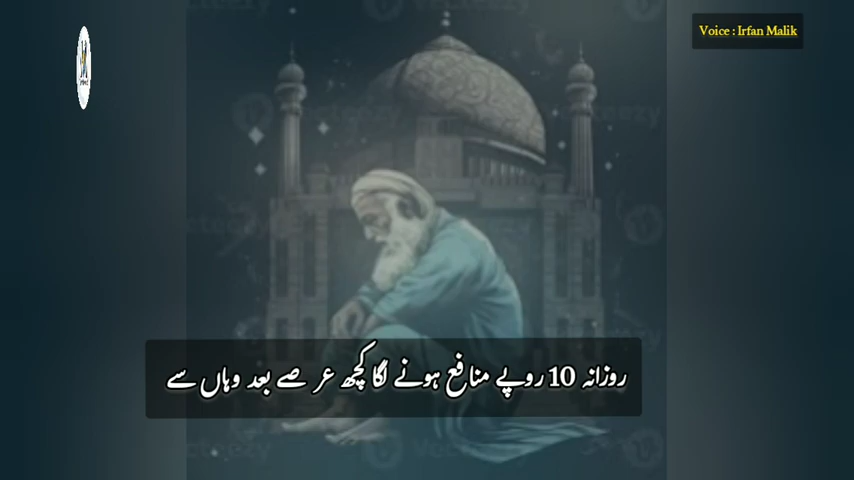 Voice : Irfan Malik
روزانہ 10 روپے منافع ہونے لگا کچھ عرصے بعد وہاں سے